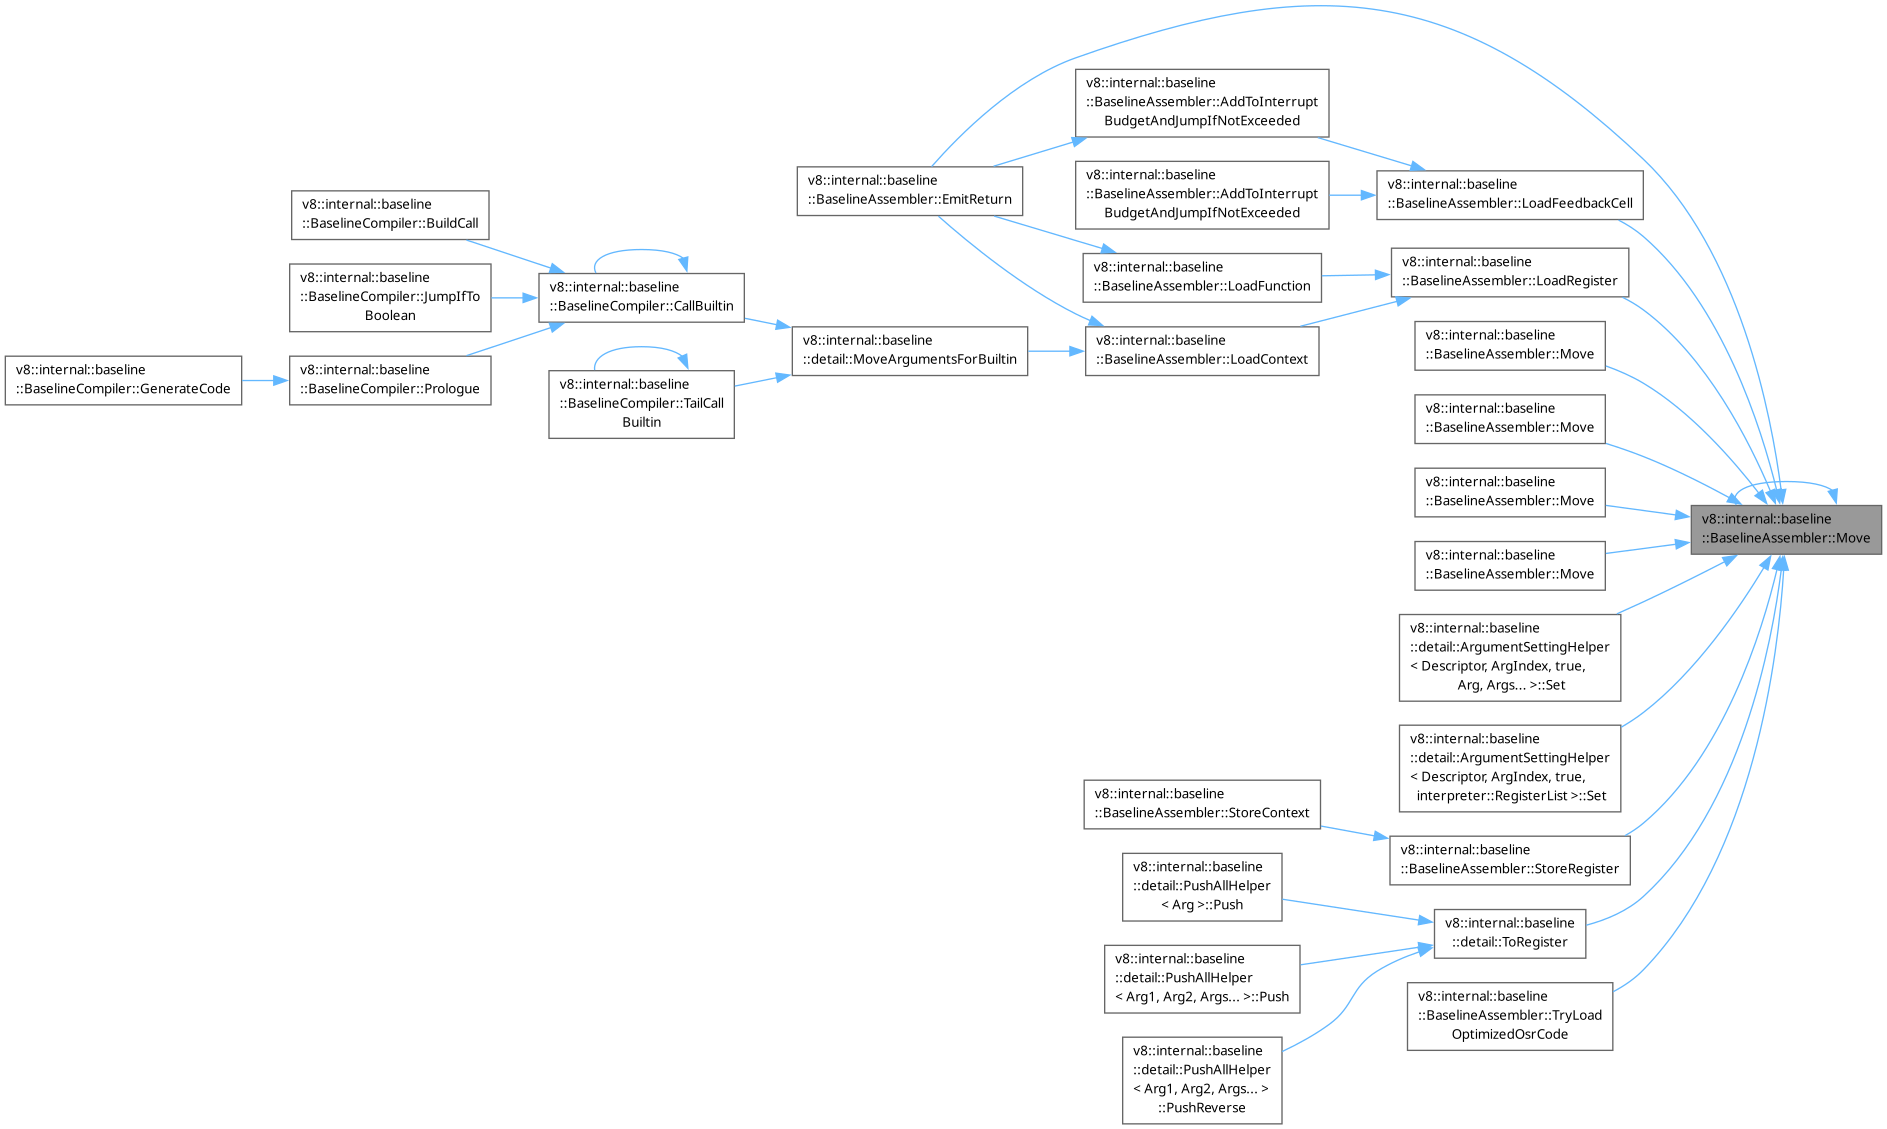 v8::internal::baseline
::BaselineCompiler::GenerateCode
v8::internal::baseline
::BaselineCompiler::BuildCall
v8::internal::baseline
::BaselineCompiler::JumpIfTo
Boolean
v8::internal::baseline
::BaselineCompiler::Prologue
v8::internal::baseline
::BaselineCompiler::CallBuiltin
v8::internal::baseline
::BaselineCompiler::TailCall
Builtin
v8::internal::baseline
::BaselineAssembler::EmitReturn
v8::internal::baseline
::detail::MoveArgumentsForBuiltin
v8::internal::baseline
::BaselineAssembler::AddToInterrupt
BudgetAndJumpIfNotExceeded
v8::internal::baseline
::BaselineAssembler::AddToInterrupt
BudgetAndJumpIfNotExceeded
v8::internal::baseline
::BaselineAssembler::LoadFunction
v8::internal::baseline
::BaselineAssembler::LoadContext
v8::internal::baseline
::BaselineAssembler::StoreContext
v8::internal::baseline
::detail::PushAllHelper
< Arg >::Push
v8::internal::baseline
::detail::PushAllHelper
< Arg1, Arg2, Args... >::Push
v8::internal::baseline
::detail::PushAllHelper
< Arg1, Arg2, Args... >
::PushReverse
v8::internal::baseline
::BaselineAssembler::LoadFeedbackCell
v8::internal::baseline
::BaselineAssembler::LoadRegister
v8::internal::baseline
::BaselineAssembler::Move
v8::internal::baseline
::BaselineAssembler::Move
v8::internal::baseline
::BaselineAssembler::Move
v8::internal::baseline
::BaselineAssembler::Move
v8::internal::baseline
::detail::ArgumentSettingHelper
< Descriptor, ArgIndex, true,
Arg, Args... >::Set
v8::internal::baseline
::detail::ArgumentSettingHelper
< Descriptor, ArgIndex, true,
interpreter::RegisterList >::Set
v8::internal::baseline
::BaselineAssembler::StoreRegister
v8::internal::baseline
::detail::ToRegister
v8::internal::baseline
::BaselineAssembler::TryLoad
OptimizedOsrCode
v8::internal::baseline
::BaselineAssembler::Move